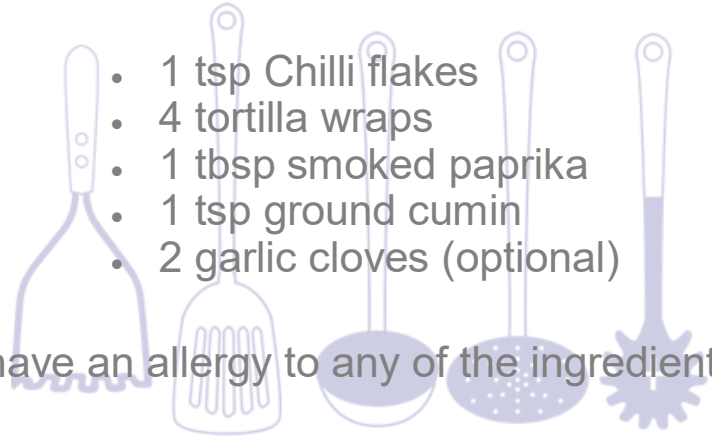 • 1 tsp Chilli flakes
• 4 tortilla wraps
• 1 tbsp smoked paprika
• 1 tsp ground cumin
• 2 garlic cloves (optional)
have an allergy to any of the ingredient